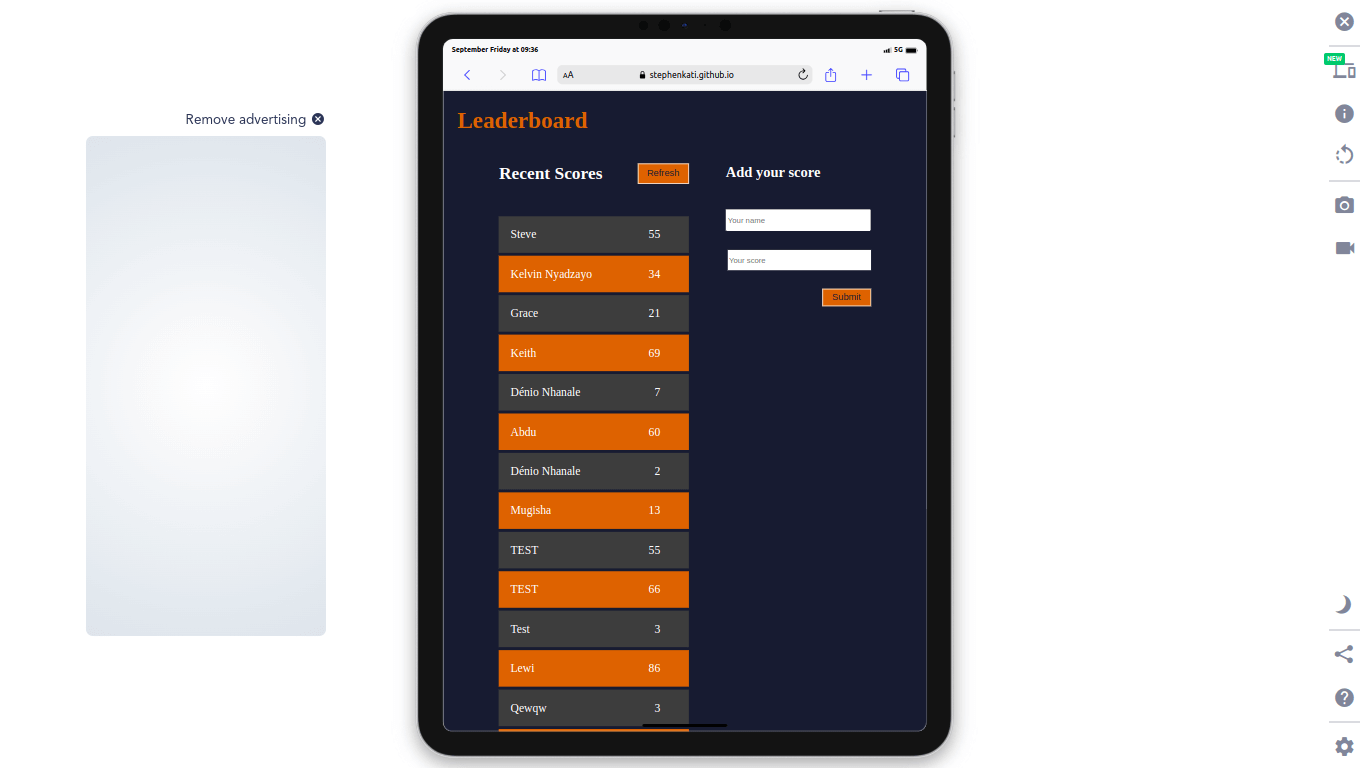 Remove advertising
September Friday at 09:36
5G
AA
stephenkati.github.io
NEW
Leaderboard
Recent Scores
Refresh
Steve 55
Kelvin Nyadzayo 34
Grace 21
Keith 69
Dénio Nhanale 7
Abdu 60
Dénio Nhanale 2
Mugisha 13
TEST 55
TEST 66
Test 3
Lewi 86
Qewqw 3
Add your score
Your name
Your score
Submit